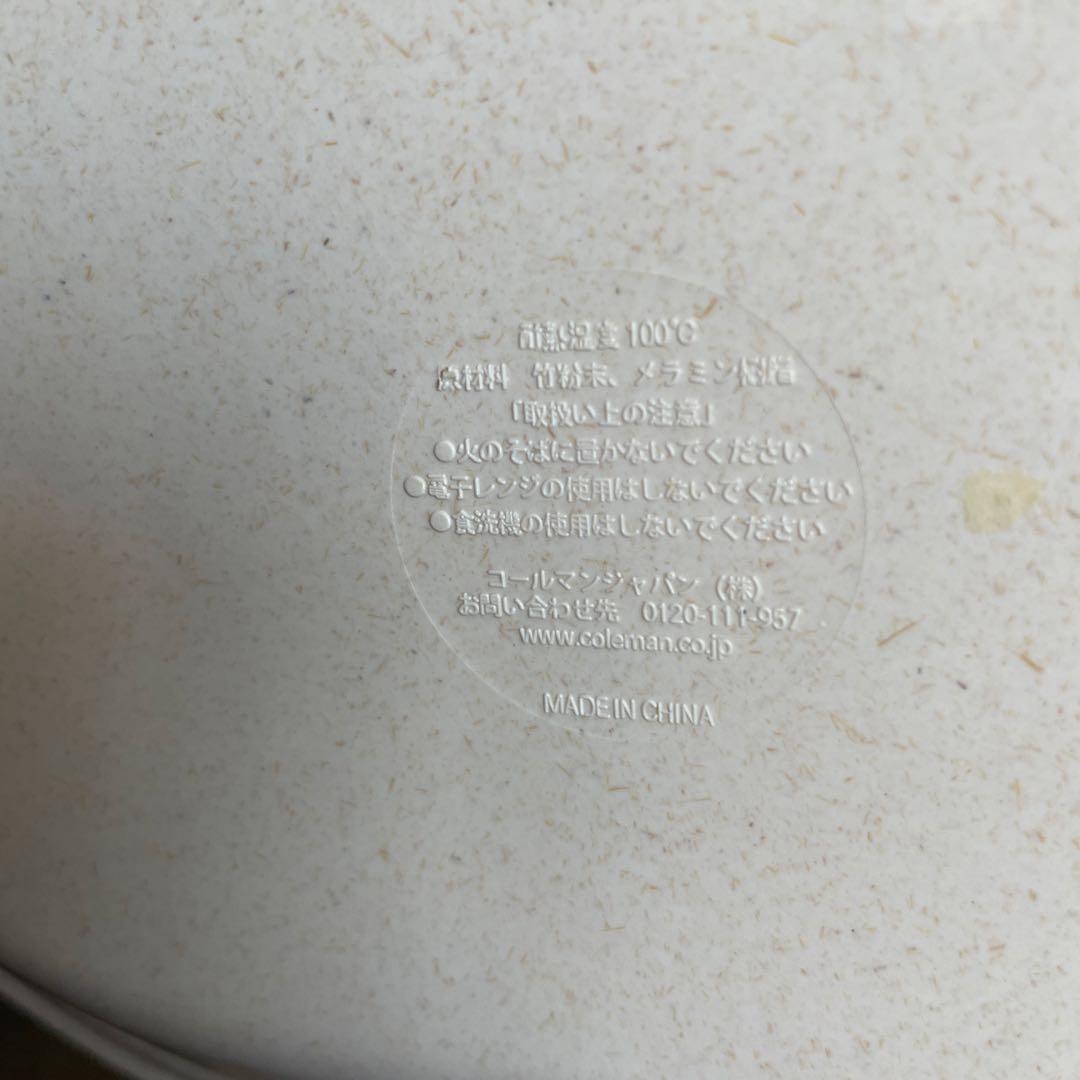 耐熱温度 100℃
原材料 竹粉末、メラミン樹脂
「取扱い上の注意」
●火のそばに置かないでください
●電子レンジの使用はしないでください
●食洗機の使用はしないでください
コールマンジャパン(株)
お問い合わせ先 0120-111-957
www.coleman.co.jp
MADE IN CHINA